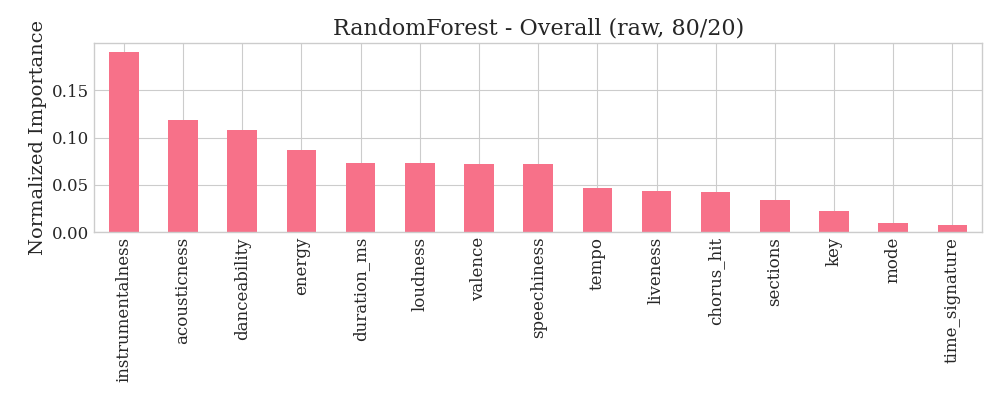 RandomForest - Overall (raw, 80/20)
Normalized Importance
0.15
0.10
0.05
0.00
instrumentalness
acousticness
danceability
energy
duration_ms
loudness
valence
speechiness
tempo
liveness
chorus_hit
sections
key
mode
time_signature